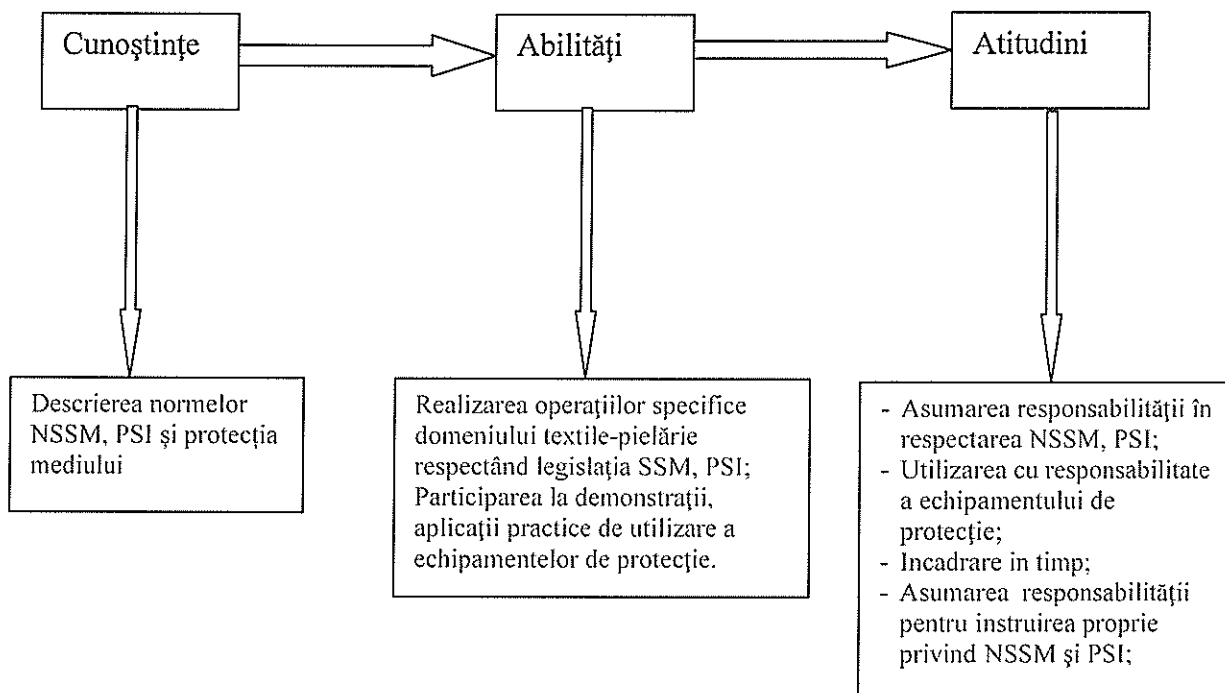 Cunoştinţe
Abilităţi
Atitudini
Descrierea normelor
NSSM, PSI şi protecţia
mediului
Realizarea operaţiilor specifice
domeniului textile-pielărie
respectând legislaţia SSM, PSI;
Participarea la demonstraţii,
aplicaţii practice de utilizare a
echipamentelor de protecţie.
- Asumarea responsabilităţii în
respectarea NSSM, PSI;
- Utilizarea cu responsabilitate
a echipamentului de
protecţie;
- Incadrare in timp;
- Asumarea responsabilităţii
pentru instruirea proprie
privind NSSM şi PSI;